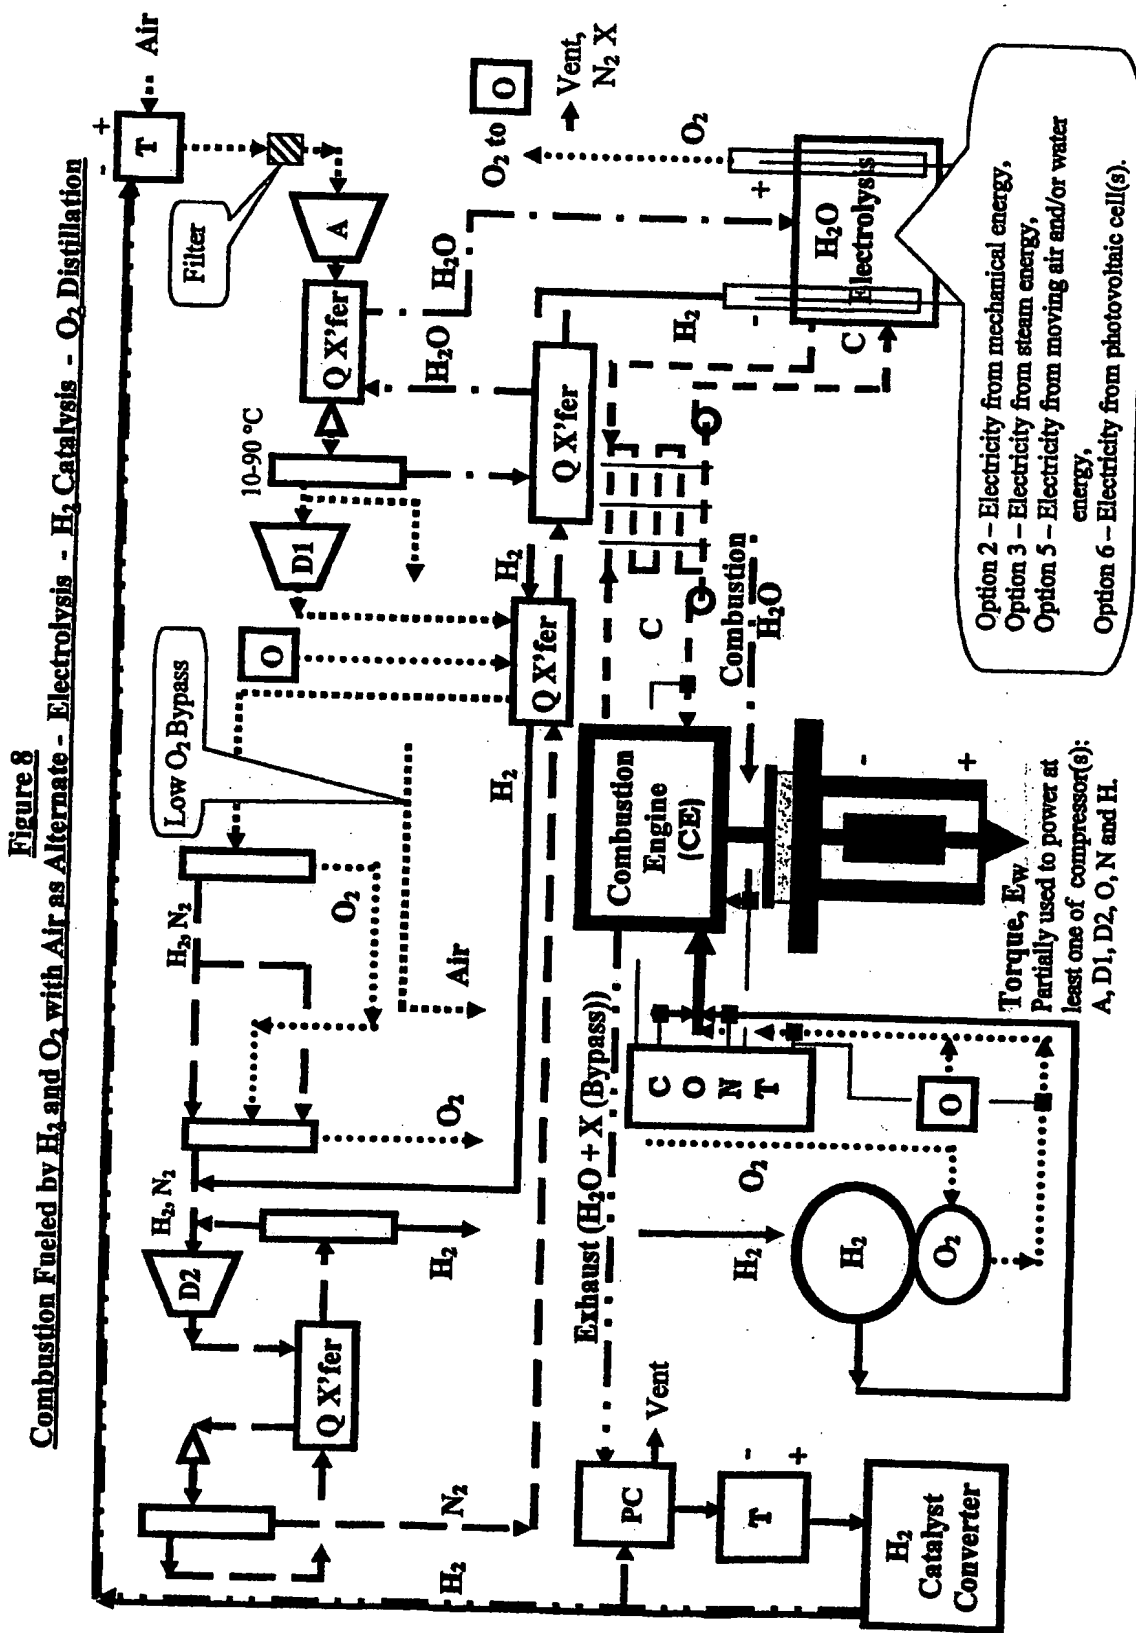 Figure 8
Combustion Fueled by H₂ and O₂ with Air as Alternate - Electrolysis - H₂ Catalysis - O₂ Distillation
Air
+
-
T
Filter
A
Q X'fer
10-90 °C
H₂O
H₂O
D1
O
Low O₂ Bypass
H₂, N₂
O₂
Air
H₂, N₂
O₂
D2
H₂
Q X'fer
N₂
H₂
H₂
Q X'fer
H₂
Q X'fer
O₂ to O
Vent,
N₂ X
O₂
+
-
H₂
H₂O
Electrolysis
C
C
Combustion
H₂O
Combustion
Engine
(CE)
Exhaust (H₂O + X (Bypass))
C
O
N
T
O₂
H₂
H₂
O₂
O
PC
Vent
-
+
T
H₂
Catalyst
Converter
-
+
Torque, E_W
Partially used to power at
least one of compressor(s):
A, D1, D2, O, N and H.
Option 2 – Electricity from mechanical energy,
Option 3 – Electricity from steam energy,
Option 5 – Electricity from moving air and/or water
energy,
Option 6 – Electricity from photovoltaic cell(s).